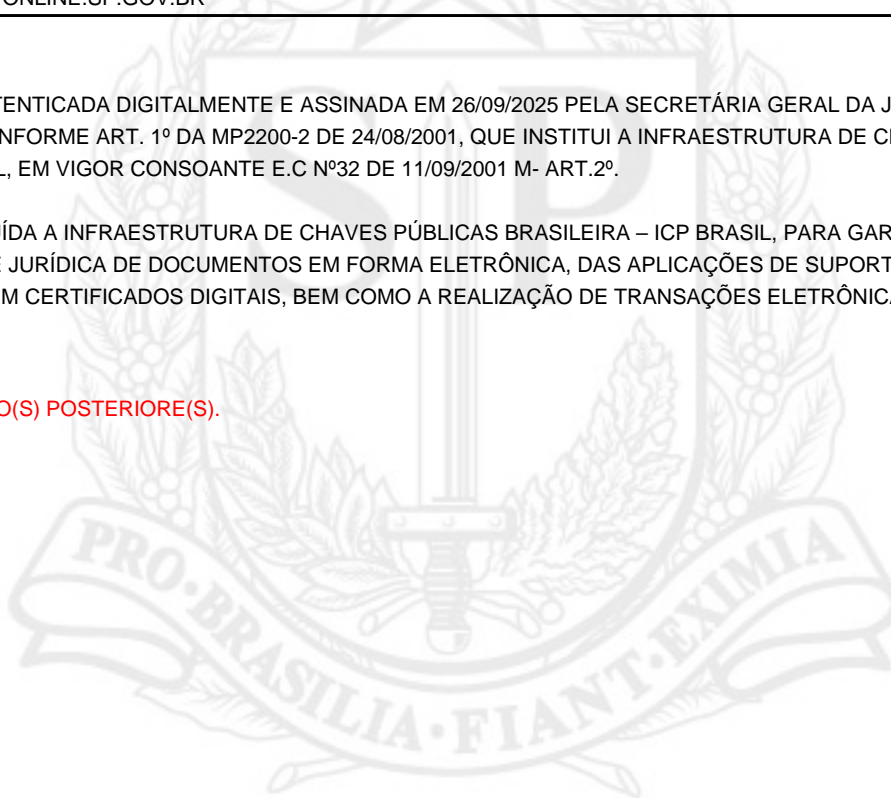 ONLINE.SP.GOV.BR
TENTICADA DIGITALMENTE E ASSINADA EM 26/09/2025 PELA SECRETÁRIA GERAL DA J
NFORME ART. 1º DA MP2200-2 DE 24/08/2001, QUE INSTITUI A INFRAESTRUTURA DE C
L, EM VIGOR CONSOANTE E.C Nº32 DE 11/09/2001 M- ART.2º.
ÍDA A INFRAESTRUTURA DE CHAVES PÚBLICAS BRASILEIRA – ICP BRASIL, PARA GAR
E JURÍDICA DE DOCUMENTOS EM FORMA ELETRÔNICA, DAS APLICAÇÕES DE SUPORT
M CERTIFICADOS DIGITAIS, BEM COMO A REALIZAÇÃO DE TRANSAÇÕES ELETRÔNICA
O(S) POSTERIORE(S).
SP
PRO·BRASILIA·FIANT·EXIMIA